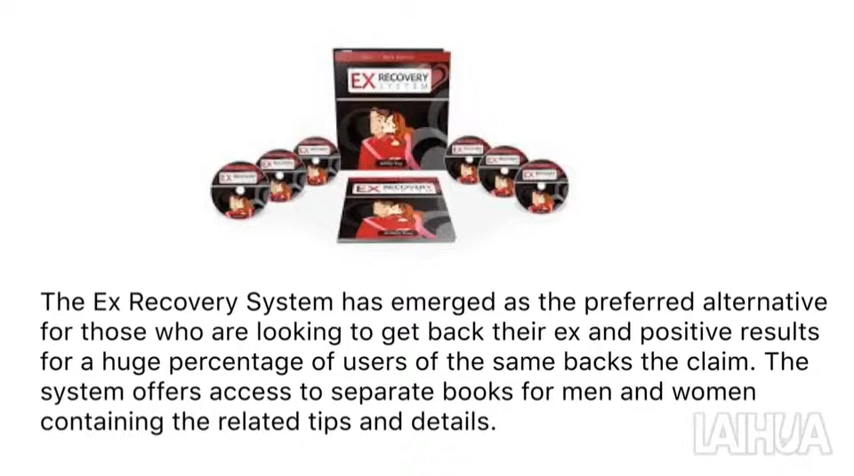 EX RECOVERY
SYSTEM
EX RECOVERY
The Ex Recovery System has emerged as the preferred alternative
for those who are looking to get back their ex and positive results
for a huge percentage of users of the same backs the claim. The
system offers access to separate books for men and women
containing the related tips and details.
LAIHUA